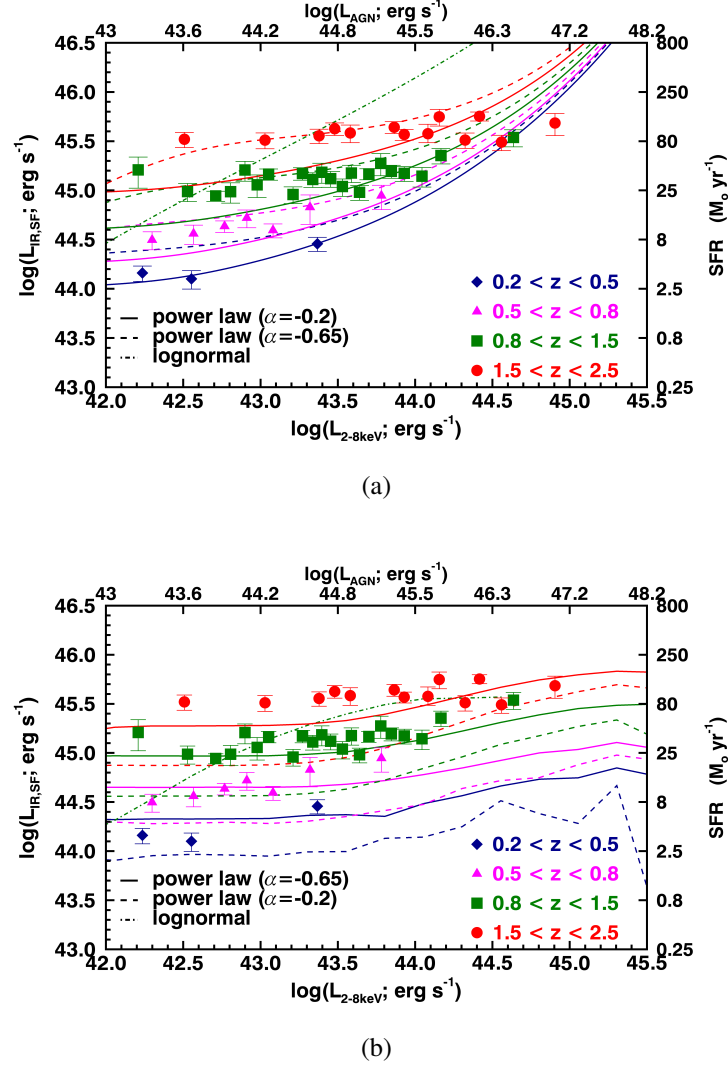 log(L_AGN; erg s⁻¹)
43 43.6 44.2 44.8 45.5 46.2 47.2 48.2
46.5 800
46.0 250
45.5 80
45.0 25
44.5 8
44.0 2.5
43.5 0.8
43.0 0.25
log(L_IR,SF; erg s⁻¹)
SFR (M_o yr⁻¹)
0.2 < z < 0.5
0.5 < z < 0.8
0.8 < z < 1.5
1.5 < z < 2.5
power law (α=-0.2)
power law (α=-0.65)
lognormal
42.0 42.5 43.0 43.5 44.0 44.5 45.0 45.5
log(L_2-8keV; erg s⁻¹)
(a)
log(L_AGN; erg s⁻¹)
43 43.6 44.2 44.8 45.5 46.2 47.2 48.2
46.5 800
46.0 250
45.5 80
45.0 25
44.5 8
44.0 2.5
43.5 0.8
43.0 0.25
log(L_IR,SF; erg s⁻¹)
SFR (M_o yr⁻¹)
0.2 < z < 0.5
0.5 < z < 0.8
0.8 < z < 1.5
1.5 < z < 2.5
power law (α=-0.65)
power law (α=-0.2)
lognormal
42.0 42.5 43.0 43.5 44.0 44.5 45.0 45.5
log(L_2-8keV; erg s⁻¹)
(b)